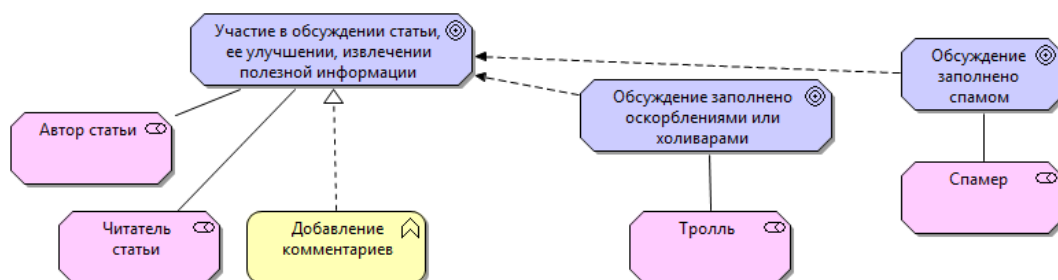 Участие в обсуждении статьи,
ее улучшении, извлечении
полезной информации
Обсуждение
заполнено
спамом
Обсуждение заполнено
оскорблениями или
холиварами
Автор статьи
Спамер
Читатель
статьи
Добавление
комментариев
Тролль